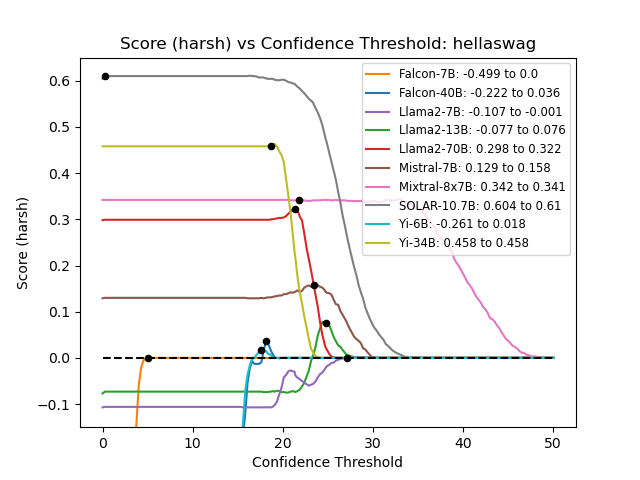 Score (harsh) vs Confidence Threshold: hellaswag
Falcon-7B: -0.499 to 0.0
Falcon-40B: -0.222 to 0.036
Llama2-7B: -0.107 to -0.001
Llama2-13B: -0.077 to 0.076
Llama2-70B: 0.298 to 0.322
Mistral-7B: 0.129 to 0.158
Mixtral-8x7B: 0.342 to 0.341
SOLAR-10.7B: 0.604 to 0.61
Yi-6B: -0.261 to 0.018
Yi-34B: 0.458 to 0.458
Score (harsh)
0.6
0.5
0.4
0.3
0.2
0.1
0.0
−0.1
0 10 20 30 40 50
Confidence Threshold